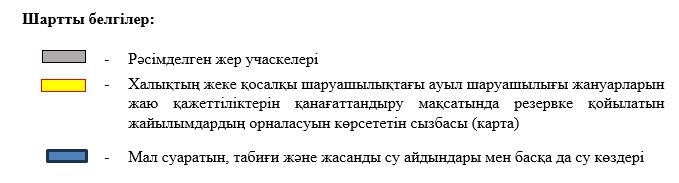 Шартты белгілер:
- Рәсімделген жер учаскелері
- Халықтың жеке қосалқы шаруашылықтағы ауыл шаруашылығы жануарларын
жаю қажеттіліктерін қанағаттандыру мақсатында резервке қойылатын
жайылымдардың орналасуын көрсететін сызбасы (карта)
- Мал суаратын, табиғи және жасанды су айдындары мен басқа да су көздері